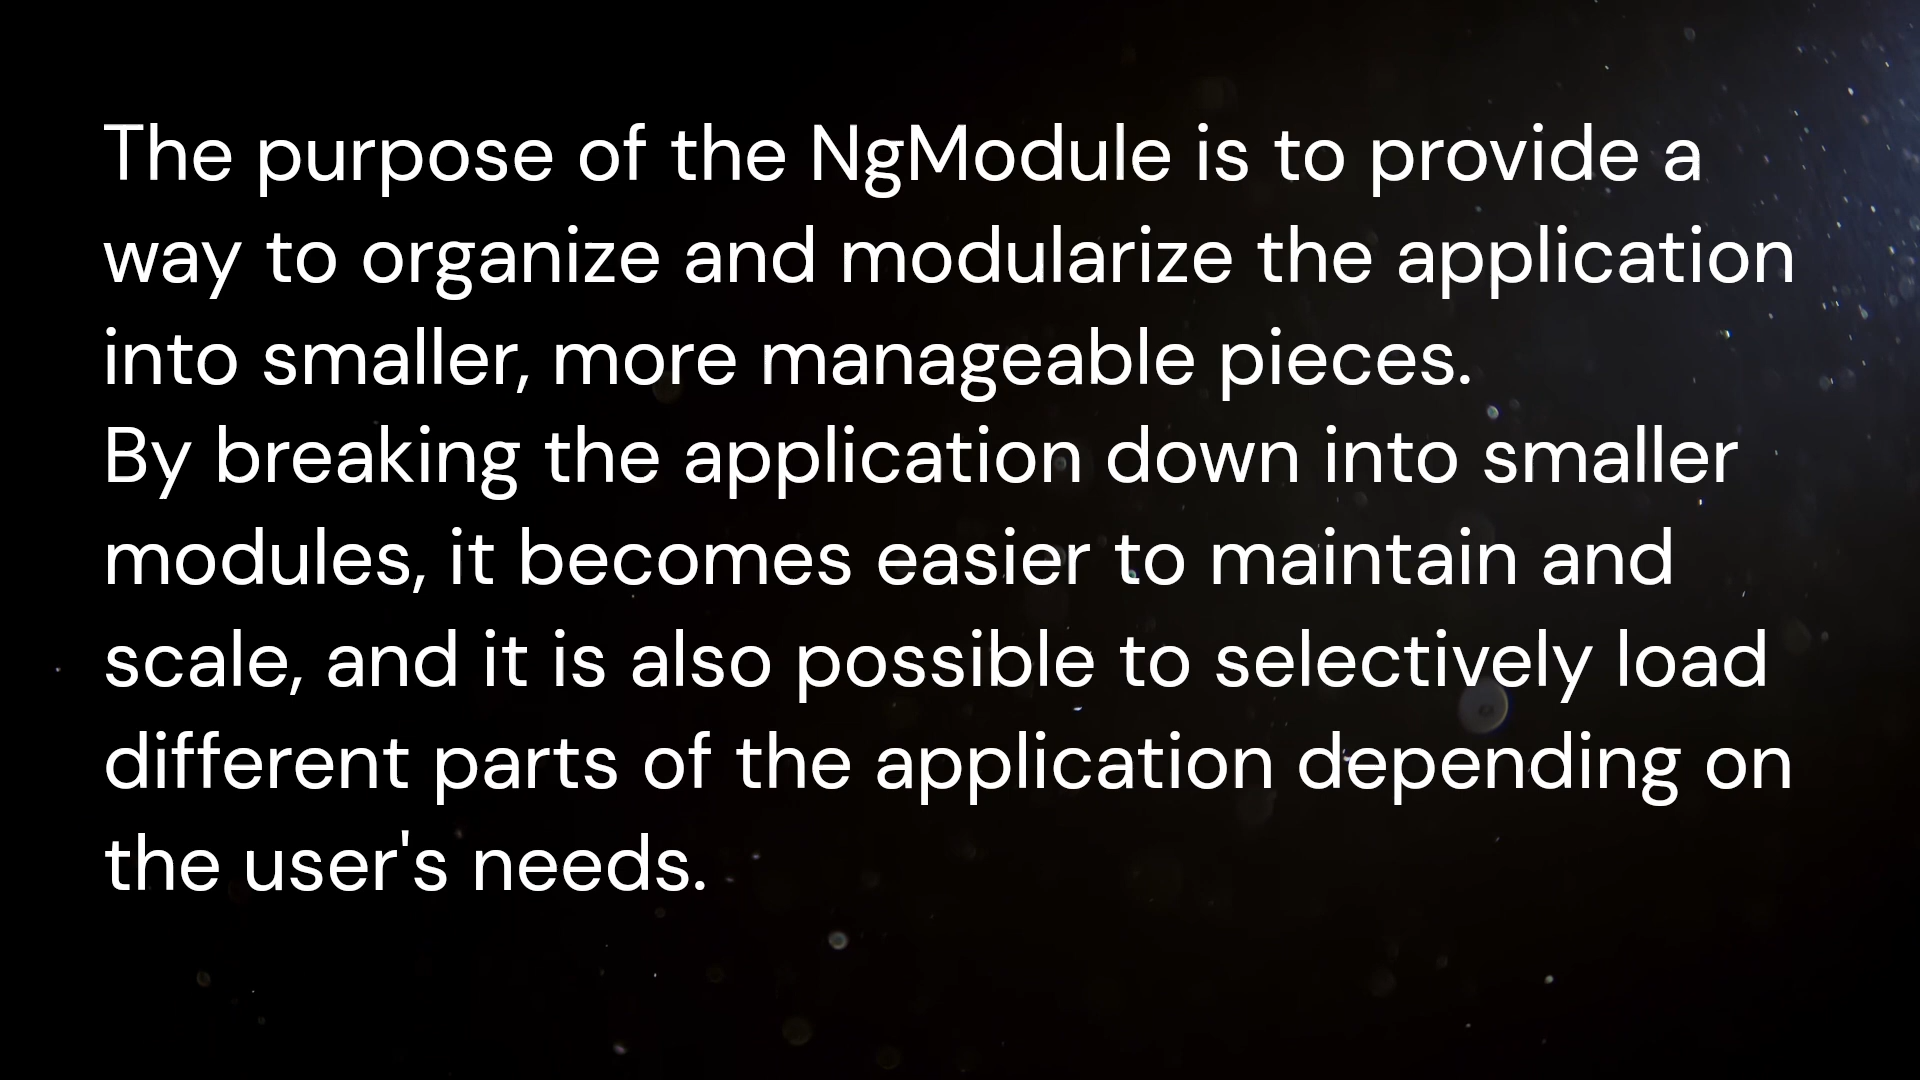 The purpose of the NgModule is to provide a
way to organize and modularize the application
into smaller, more manageable pieces.
By breaking the application down into smaller
modules, it becomes easier to maintain and
scale, and it is also possible to selectively load
different parts of the application depending on
the user's needs.